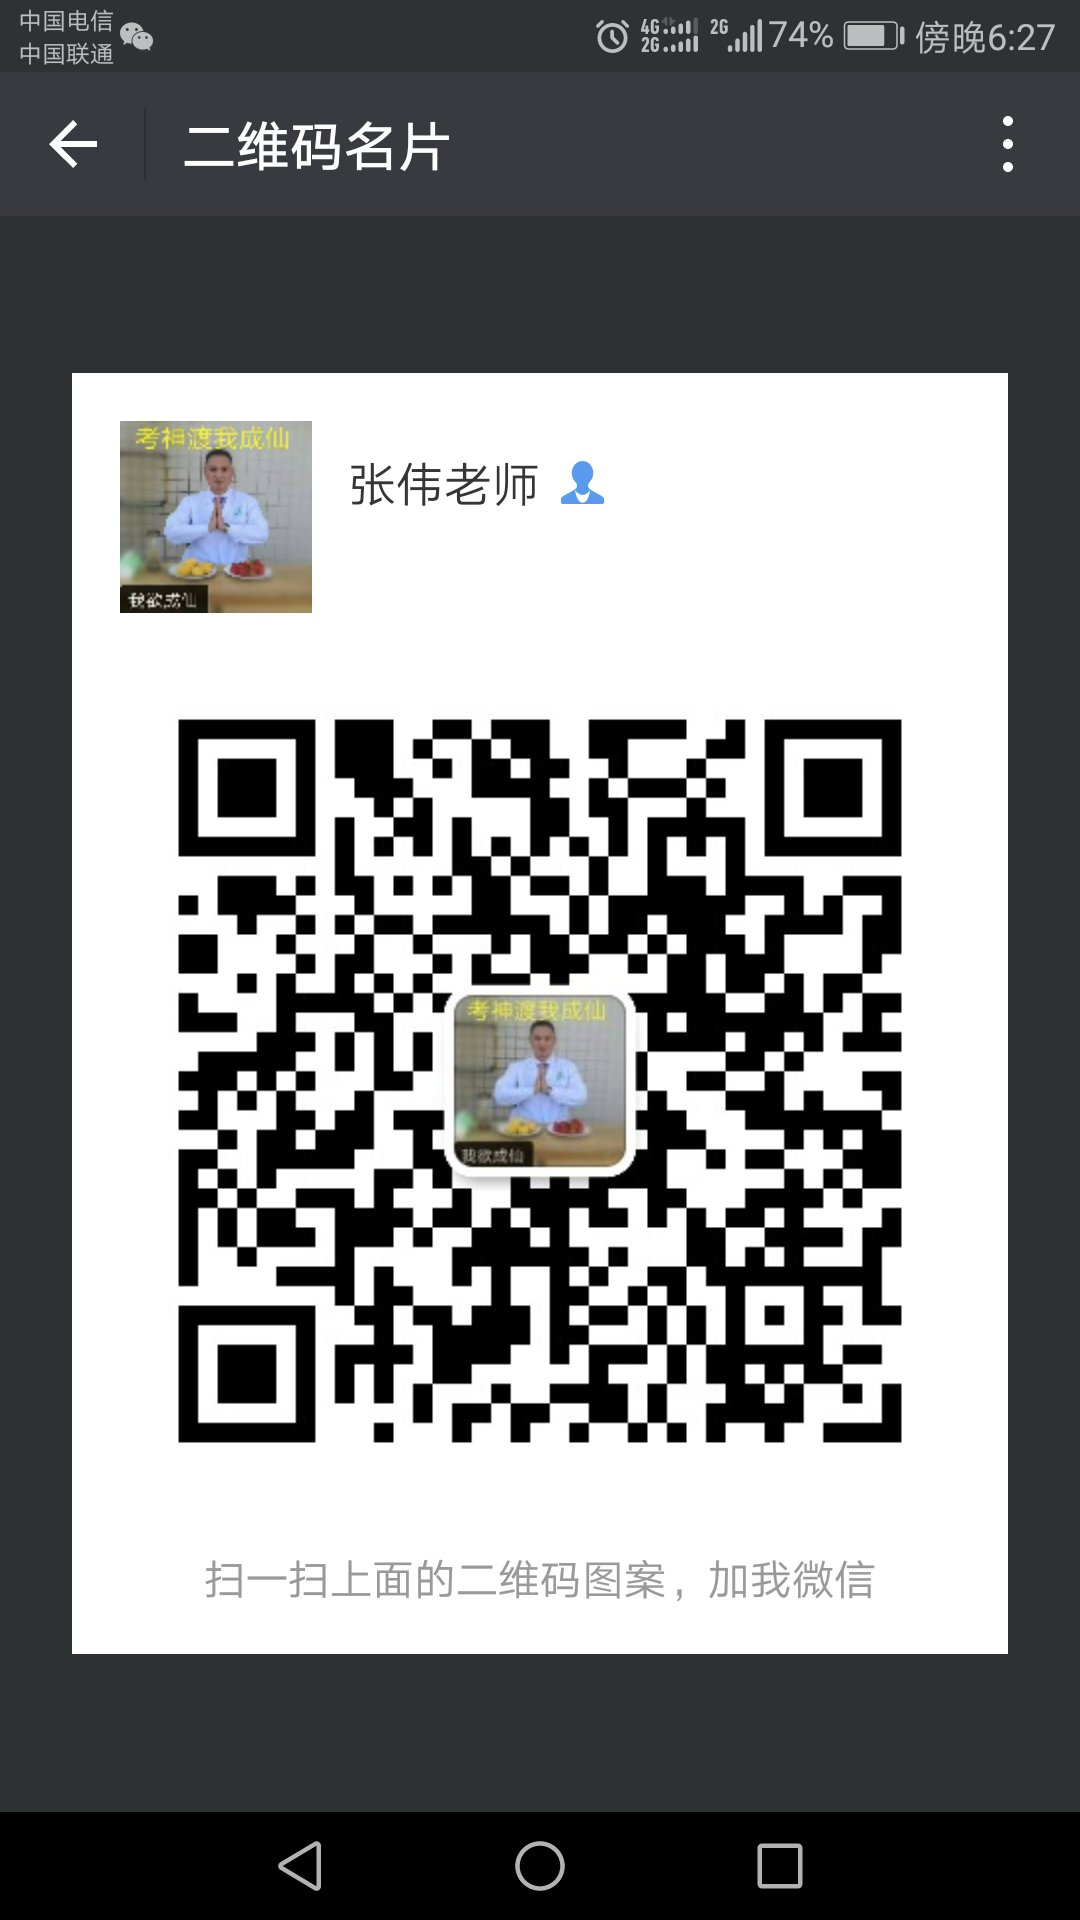 中国电信
中国联通
4G
2G
2G
74%
傍晚6:27
二维码名片
考神渡我成仙
我欲成仙
张伟老师
考神渡我成仙
我欲成仙
扫一扫上面的二维码图案，加我微信